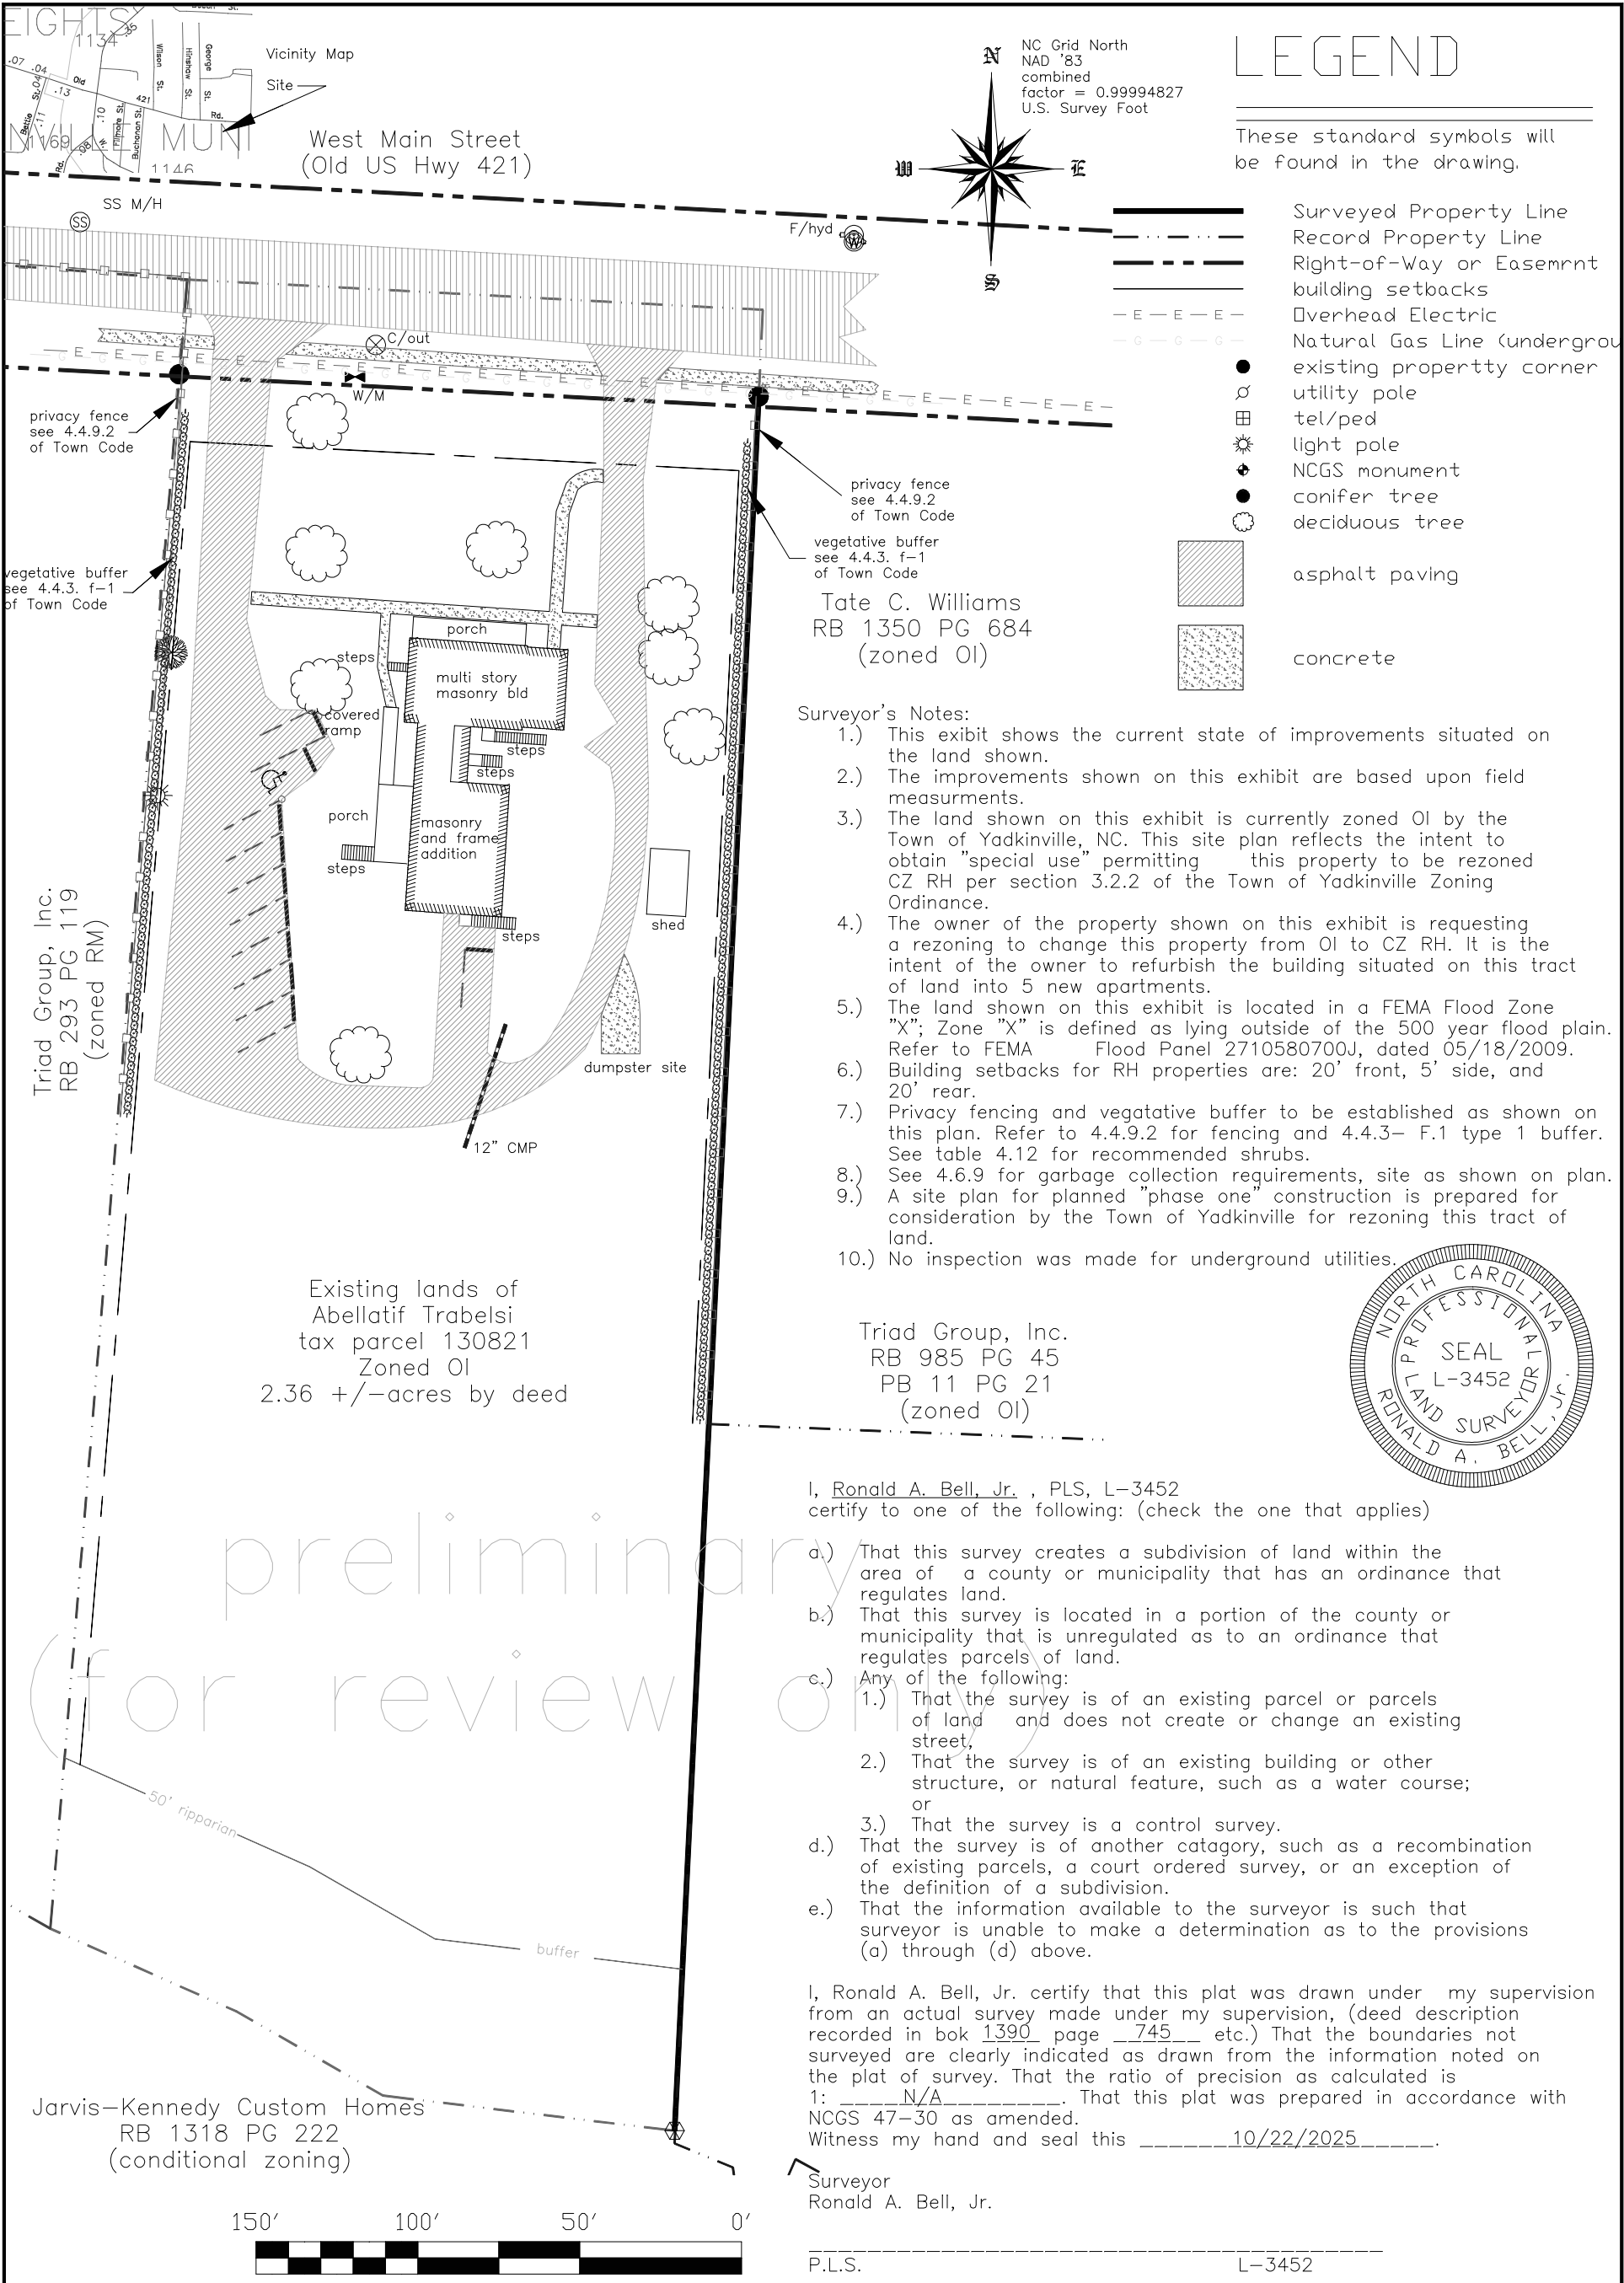 EIGHTS
1134
.35
.07
.04
.13
Old
421
Rd.
Wilson St.
Hinshaw St.
George St.
Bettie St.
.04
.11
.10
.08
Fillmore St.
Buchanan St.
Rd.
NVILLE MUNI
1169
1146
Vicinity Map
Site
West Main Street
(Old US Hwy 421)
N
W
E
S
NC Grid North
NAD '83
combined
factor = 0.99994827
U.S. Survey Foot
LEGEND
These standard symbols will
be found in the drawing.
Surveyed Property Line
Record Property Line
Right-of-Way or Easemrnt
building setbacks
E E E Overhead Electric
G G G Natural Gas Line (undergrou
existing propertty corner
utility pole
tel/ped
light pole
NCGS monument
conifer tree
deciduous tree
asphalt paving
concrete
SS M/H
SS
F/hyd
W
C/out
W/M
privacy fence
see 4.4.9.2
of Town Code
vegetative buffer
see 4.4.3. f-1
of Town Code
privacy fence
see 4.4.9.2
of Town Code
vegetative buffer
see 4.4.3. f-1
of Town Code
Tate C. Williams
RB 1350 PG 684
(zoned OI)
porch
steps
multi story
masonry bld
covered
ramp
steps
steps
porch
masonry
and frame
addition
steps
shed
steps
dumpster site
12" CMP
Triad Group, Inc.
RB 293 PG 119
(zoned RM)
Existing lands of
Abellatif Trabelsi
tax parcel 130821
Zoned OI
2.36 +/-acres by deed
Surveyor's Notes:
1.) This exibit shows the current state of improvements situated on
the land shown.
2.) The improvements shown on this exhibit are based upon field
measurments.
3.) The land shown on this exhibit is currently zoned OI by the
Town of Yadkinville, NC. This site plan reflects the intent to
obtain "special use" permitting this property to be rezoned
CZ RH per section 3.2.2 of the Town of Yadkinville Zoning
Ordinance.
4.) The owner of the property shown on this exhibit is requesting
a rezoning to change this property from OI to CZ RH. It is the
intent of the owner to refurbish the building situated on this tract
of land into 5 new apartments.
5.) The land shown on this exhibit is located in a FEMA Flood Zone
"X"; Zone "X" is defined as lying outside of the 500 year flood plain.
Refer to FEMA Flood Panel 2710580700J, dated 05/18/2009.
6.) Building setbacks for RH properties are: 20' front, 5' side, and
20' rear.
7.) Privacy fencing and vegatative buffer to be established as shown on
this plan. Refer to 4.4.9.2 for fencing and 4.4.3- F.1 type 1 buffer.
See table 4.12 for recommended shrubs.
8.) See 4.6.9 for garbage collection requirements, site as shown on plan.
9.) A site plan for planned "phase one" construction is prepared for
consideration by the Town of Yadkinville for rezoning this tract of
land.
10.) No inspection was made for underground utilities.
Triad Group, Inc.
RB 985 PG 45
PB 11 PG 21
(zoned OI)
NORTH CAROLINA
PROFESSIONAL
SEAL
L-3452
LAND SURVEYOR
RONALD A. BELL, Jr.
I, Ronald A. Bell, Jr. , PLS, L-3452
certify to one of the following: (check the one that applies)
a.) That this survey creates a subdivision of land within the
area of a county or municipality that has an ordinance that
regulates land.
b.) That this survey is located in a portion of the county or
municipality that is unregulated as to an ordinance that
regulates parcels of land.
c.) Any of the following:
1.) That the survey is of an existing parcel or parcels
of land and does not create or change an existing
street,
2.) That the survey is of an existing building or other
structure, or natural feature, such as a water course;
or
3.) That the survey is a control survey.
d.) That the survey is of another catagory, such as a recombination
of existing parcels, a court ordered survey, or an exception of
the definition of a subdivision.
e.) That the information available to the surveyor is such that
surveyor is unable to make a determination as to the provisions
(a) through (d) above.
I, Ronald A. Bell, Jr. certify that this plat was drawn under my supervision
from an actual survey made under my supervision, (deed description
recorded in bok 1390 page 745 etc.) That the boundaries not
surveyed are clearly indicated as drawn from the information noted on
the plat of survey. That the ratio of precision as calculated is
1: N/A. That this plat was prepared in accordance with
NCGS 47-30 as amended.
Witness my hand and seal this 10/22/2025.
Surveyor
Ronald A. Bell, Jr.
P.L.S. L-3452
preliminary
(for review only)
50' ripparian
buffer
Jarvis-Kennedy Custom Homes
RB 1318 PG 222
(conditional zoning)
150' 100' 50' 0'